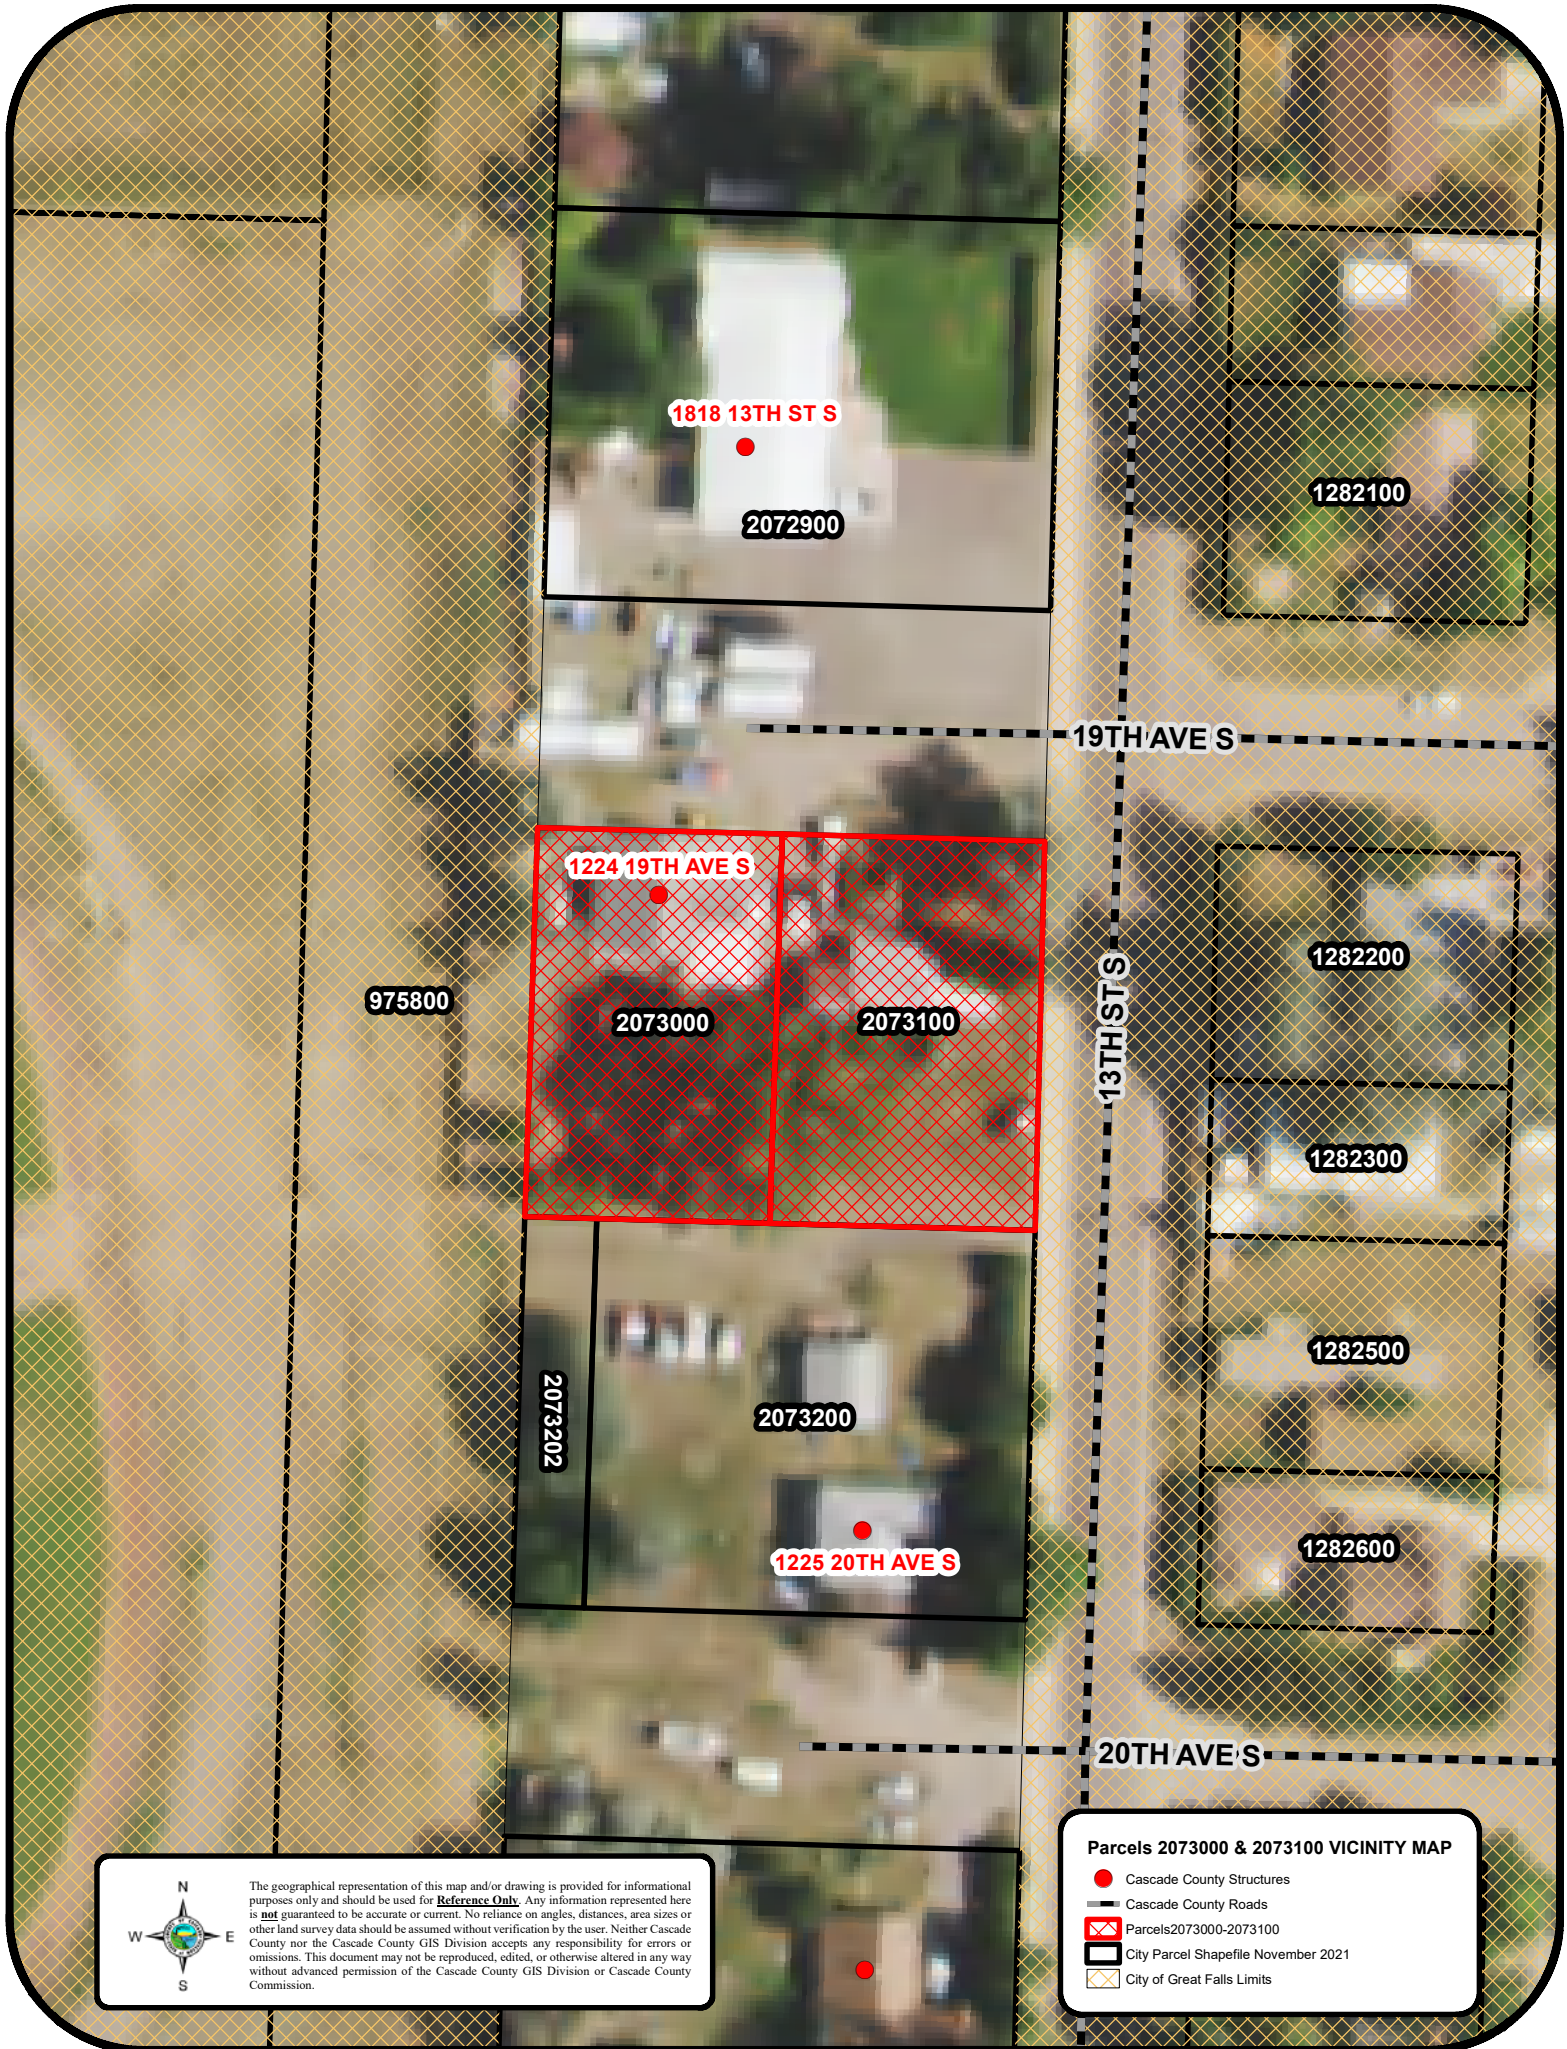 1818 13TH ST S
2072900
1282100
19TH AVE S
1224 19TH AVE S
975800
2073000
2073100
13TH ST S
1282200
1282300
2073202
2073200
1282500
1225 20TH AVE S
1282600
20TH AVE S
N
W
E
S
The geographical representation of this map and/or drawing is provided for informational
purposes only and should be used for Reference Only. Any information represented here
is not guaranteed to be accurate or current. No reliance on angles, distances, area sizes or
other land survey data should be assumed without verification by the user. Neither Cascade
County nor the Cascade County GIS Division accepts any responsibility for errors or
omissions. This document may not be reproduced, edited, or otherwise altered in any way
without advanced permission of the Cascade County GIS Division or Cascade County
Commission.
Parcels 2073000 & 2073100 VICINITY MAP
Cascade County Structures
Cascade County Roads
Parcels2073000-2073100
City Parcel Shapefile November 2021
City of Great Falls Limits